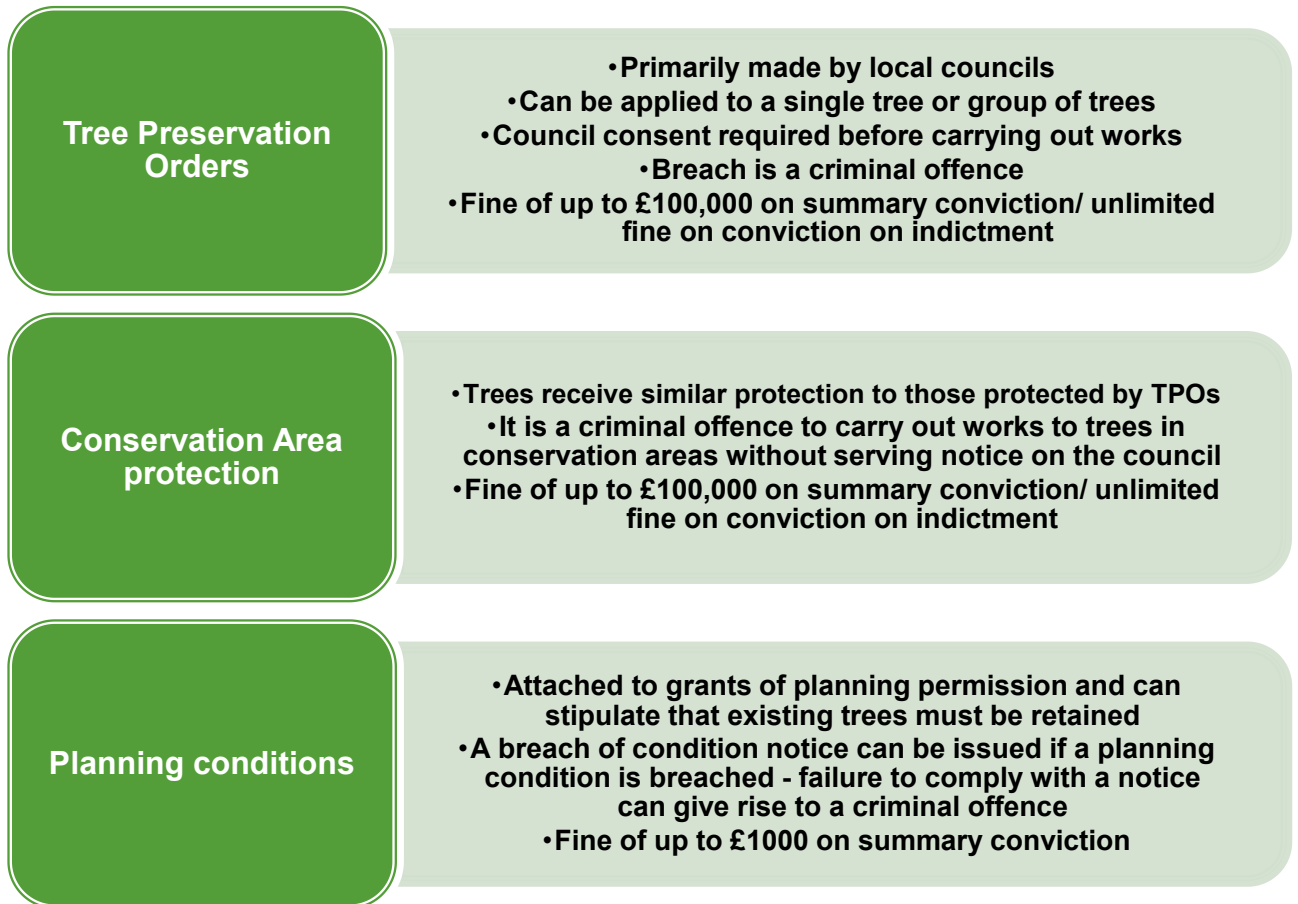 Tree Preservation
Orders
•Primarily made by local councils
•Can be applied to a single tree or group of trees
•Council consent required before carrying out works
•Breach is a criminal offence
•Fine of up to £100,000 on summary conviction/ unlimited
fine on conviction on indictment
Conservation Area
protection
•Trees receive similar protection to those protected by TPOs
•It is a criminal offence to carry out works to trees in
conservation areas without serving notice on the council
•Fine of up to £100,000 on summary conviction/ unlimited
fine on conviction on indictment
Planning conditions
•Attached to grants of planning permission and can
stipulate that existing trees must be retained
•A breach of condition notice can be issued if a planning
condition is breached - failure to comply with a notice
can give rise to a criminal offence
•Fine of up to £1000 on summary conviction